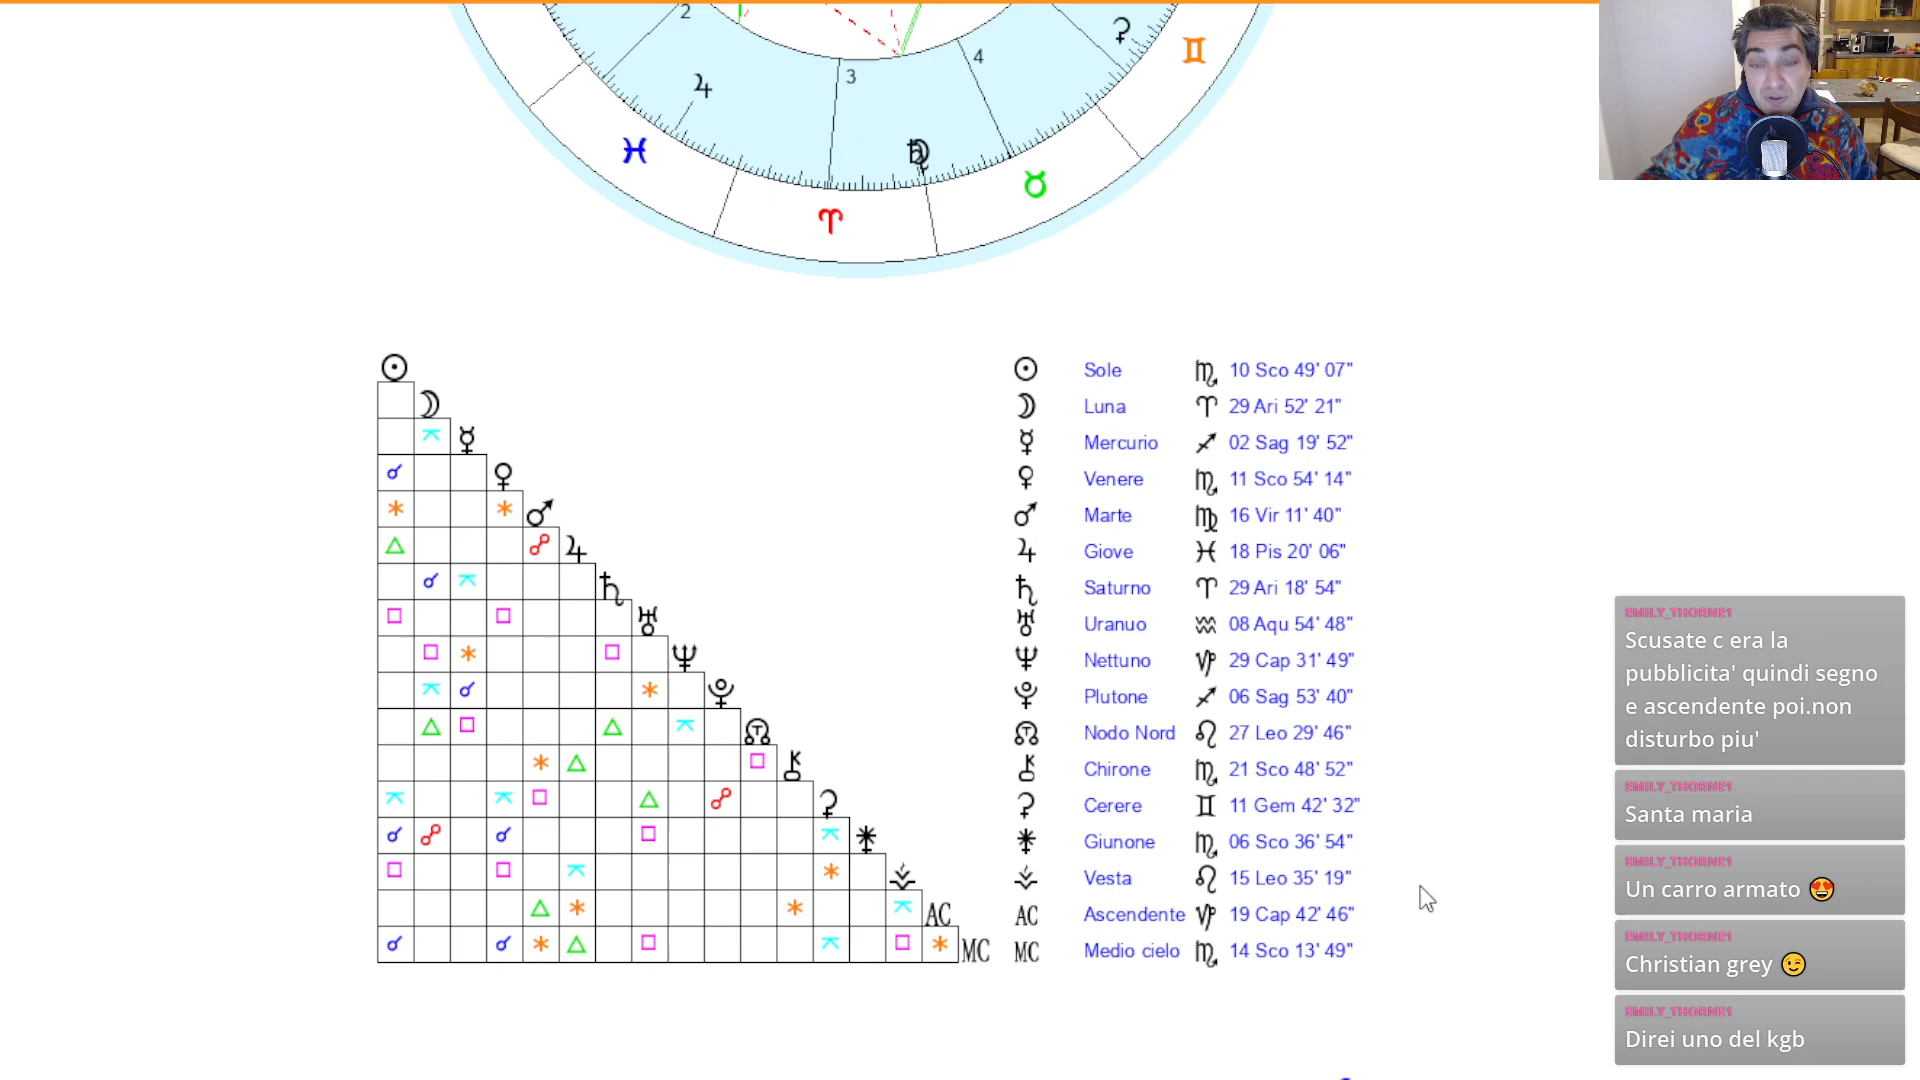 2
3
4
Sole 10 Sco 49' 07"
Luna 29 Ari 52' 21"
Mercurio 02 Sag 19' 52"
Venere 11 Sco 54' 14"
Marte 16 Vir 11' 40"
Giove 18 Pis 20' 06"
Saturno 29 Ari 18' 54"
Uranuo 08 Aqu 54' 48"
Nettuno 29 Cap 31' 49"
Plutone 06 Sag 53' 40"
Nodo Nord 27 Leo 29' 46"
Chirone 21 Sco 48' 52"
Cerere 11 Gem 42' 32"
Giunone 06 Sco 36' 54"
Vesta 15 Leo 35' 19"
AC AC Ascendente 19 Cap 42' 46"
MC MC Medio cielo 14 Sco 13' 49"
EMILY_THORNE1
Scusate c era la
pubblicita' quindi segno
e ascendente poi.non
disturbo piu'
EMILY_THORNE1
Santa maria
EMILY_THORNE1
Un carro armato 😍
EMILY_THORNE1
Christian grey 😉
EMILY_THORNE1
Direi uno del kgb